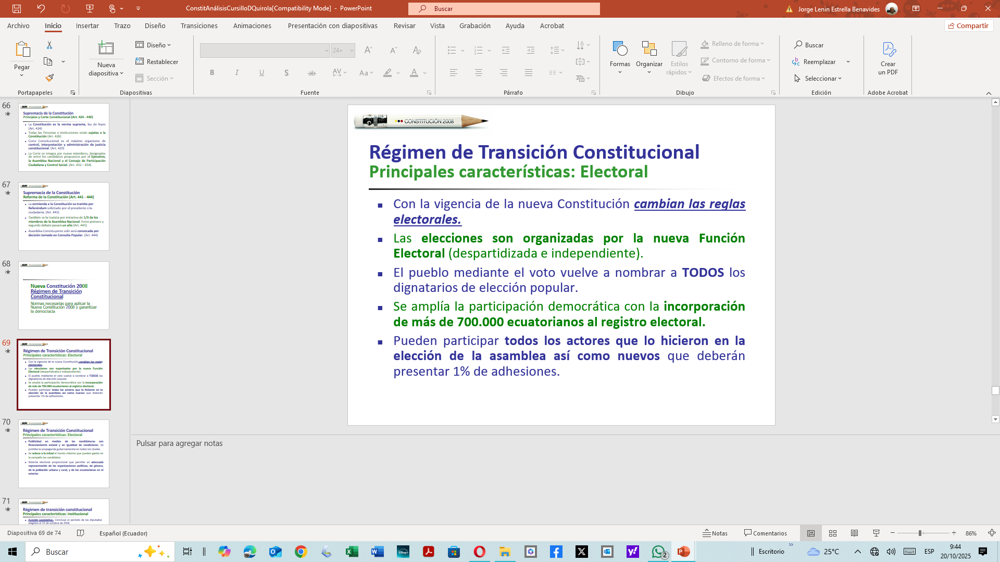 ConstitAnálisisCursilloDQuirola[Compatibility Mode]  -  PowerPoint
Buscar
Jorge Lenin Estrella Benavides
Archivo Inicio Insertar Trazo Diseño Transiciones Animaciones Presentación con diapositivas Revisar Vista Grabación Ayuda Acrobat Compartir
Pegar
Nueva diapositiva
Diseño
Restablecer
Sección
24+
Formas
Organizar
Estilos rápidos
Relleno de forma
Contorno de forma
Efectos de forma
Buscar
Reemplazar
Seleccionar
Crear un PDF
Portapapeles Diapositivas Fuente Párrafo Dibujo Edición Adobe Acrobat
66
Supremacía de la Constitución
Principios y Corte Constitucional (Art. 424 - 440)
La Constitución es la norma suprema, ley de leyes
(Art. 424)
Todas las Personas e instituciones están sujetas a la
Constitución (Art. 426)
Corte Constitucional es el máximo organismo de
control, interpretación y administración de justicia
constitucional. (Art. 429)
La Corte se integra por nueve miembros, designados
de entre los candidatos propuestos por el Ejecutivo,
la Asamblea Nacional y el Consejo de Participación
Ciudadana y Control Social. (Art. 432 – 434)
67
Supremacía de la Constitución
Reforma de la Constitución (Art. 441 - 444)
La enmienda a la Constitución se tramita por
Referéndum solicitado por el presidente o la
ciudadanía. (Art. 441)
También se la tramita por iniciativa de 1/3 de los
miembros de la Asamblea Nacional. Entre primero y
segundo debate pasará un año (Art. 441)
Asamblea Constituyente solo será convocada por
decisión tomada en Consulta Popular. (Art. 444)
68
Nueva Constitución 2008
Régimen de Transición
Constitucional
Normas necesarias para aplicar la
Nueva Constitución 2008 y garantizar
la democracia
69
Régimen de Transición Constitucional
Principales características: Electoral
Con la vigencia de la nueva Constitución cambian las reglas
electorales.
Las elecciones son organizadas por la nueva Función
Electoral (despartidizada e independiente).
El pueblo mediante el voto vuelve a nombrar a TODOS los
dignatarios de elección popular.
Se amplía la participación democrática con la incorporación
de más de 700.000 ecuatorianos al registro electoral.
Pueden participar todos los actores que lo hicieron en la
elección de la asamblea así como nuevos que deberán
presentar 1% de adhesiones.
70
Régimen de Transición Constitucional
Principales características: Electoral
Publicidad en medios de las candidaturas con
financiamiento estatal y en igualdad de condiciones. Se
prohíbe la propaganda gubernamental en todos los niveles
Se reduce a la mitad el monto máximo que pueden gastar en
la campaña los candidatos
Sistema electoral proporcional que permite un adecuada
representación de las organizaciones políticas, de género,
de la población urbana y rural, y de los ecuatorianos en el
exterior
71
Régimen de transición constitucional
Principales características: Institucional
Función Legislativa.- Concluye el período de los diputados
elegidos el 15 de octubre de 2006
CONSTITUCIÓN 2008
Régimen de Transición Constitucional
Principales características: Electoral
Con la vigencia de la nueva Constitución cambian las reglas
electorales.
Las elecciones son organizadas por la nueva Función
Electoral (despartidizada e independiente).
El pueblo mediante el voto vuelve a nombrar a TODOS los
dignatarios de elección popular.
Se amplía la participación democrática con la incorporación
de más de 700.000 ecuatorianos al registro electoral.
Pueden participar todos los actores que lo hicieron en la
elección de la asamblea así como nuevos que deberán
presentar 1% de adhesiones.
Pulsar para agregar notas
Diapositiva 69 de 74 Español (Ecuador) Notas Comentarios 86%
Buscar
Escritorio
25°C
ESP
9:44
20/10/2025